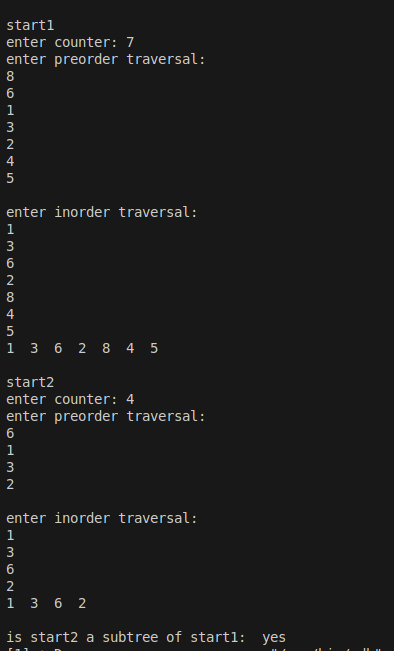 start1
enter counter: 7
enter preorder traversal:
8
6
1
3
2
4
5
enter inorder traversal:
1
3
6
2
8
4
5
1 3 6 2 8 4 5
start2
enter counter: 4
enter preorder traversal:
6
1
3
2
enter inorder traversal:
1
3
6
2
1 3 6 2
is start2 a subtree of start1: yes